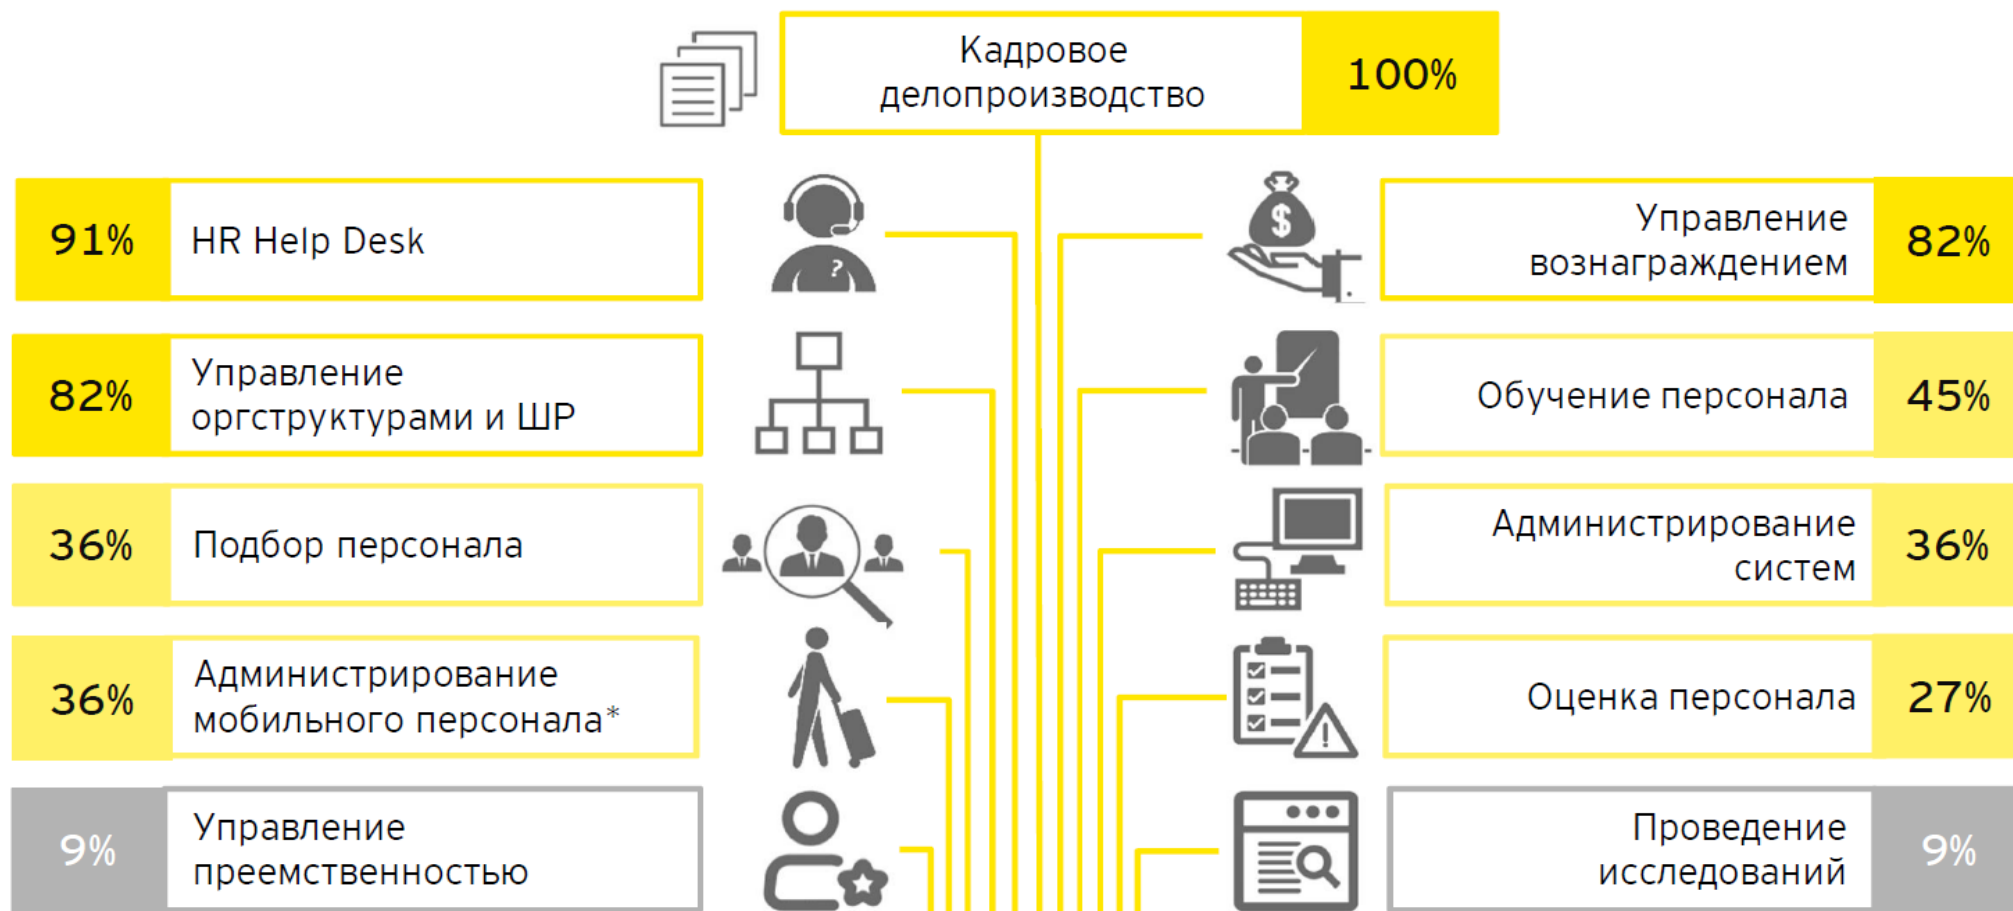 Кадровое
делопроизводство
100%
91%
HR Help Desk
?
$
Управление
вознаграждением
82%
82%
Управление
оргструктурами и ШР
Обучение персонала
45%
36%
Подбор персонала
Администрирование
систем
36%
36%
Администрирование
мобильного персонала*
!
Оценка персонала
27%
9%
Управление
преемственностью
Проведение
исследований
9%